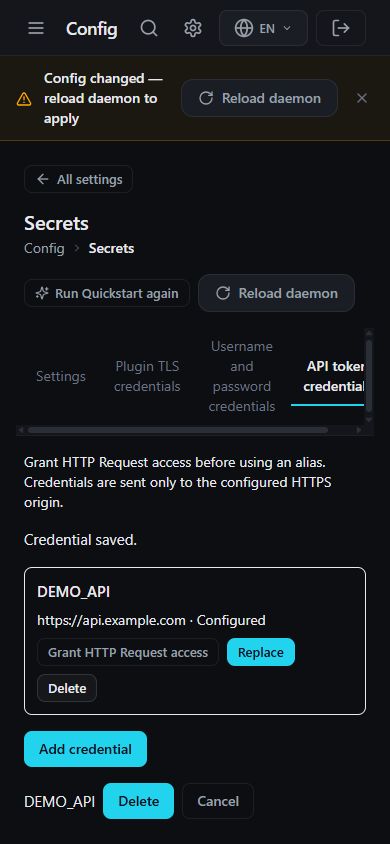 Config
EN
Config changed —
reload daemon to
apply
Reload daemon
All settings
Secrets
Config > Secrets
Run Quickstart again
Reload daemon
Settings
Plugin TLS
credentials
Username
and
password
credentials
API token
credential
Grant HTTP Request access before using an alias.
Credentials are sent only to the configured HTTPS
origin.
Credential saved.
DEMO_API
https://api.example.com · Configured
Grant HTTP Request access
Replace
Delete
Add credential
DEMO_API
Delete
Cancel